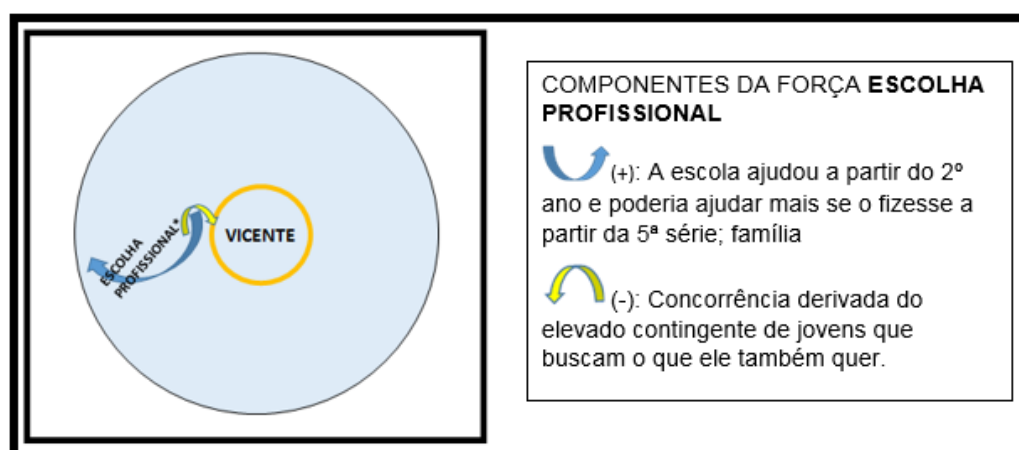 ESCOLHA
PROFISSIONAL*
VICENTE
COMPONENTES DA FORÇA ESCOLHA
PROFISSIONAL
(+): A escola ajudou a partir do 2º
ano e poderia ajudar mais se o fizesse a
partir da 5ª série; família
(-): Concorrência derivada do
elevado contingente de jovens que
buscam o que ele também quer.